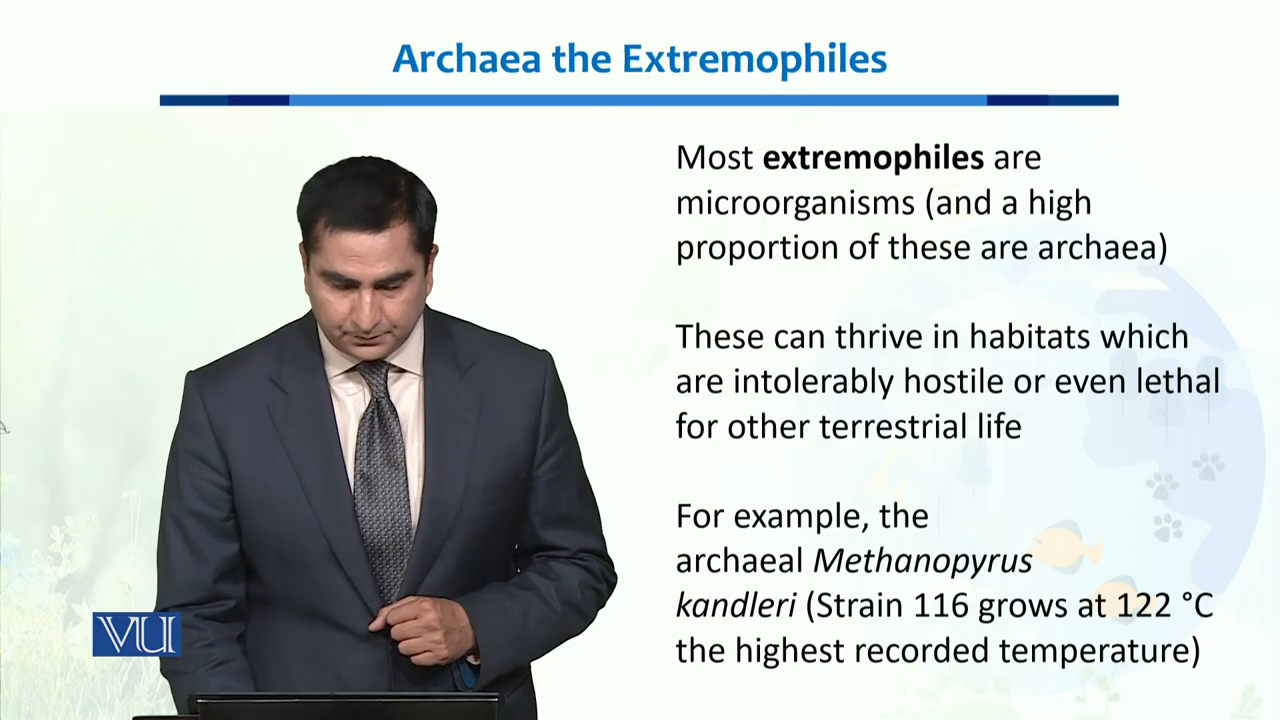 Archaea the Extremophiles
Most extremophiles are
microorganisms (and a high
proportion of these are archaea)
These can thrive in habitats which
are intolerably hostile or even lethal
for other terrestrial life
For example, the
archaeal Methanopyrus
kandleri (Strain 116 grows at 122 °C
the highest recorded temperature)
VU